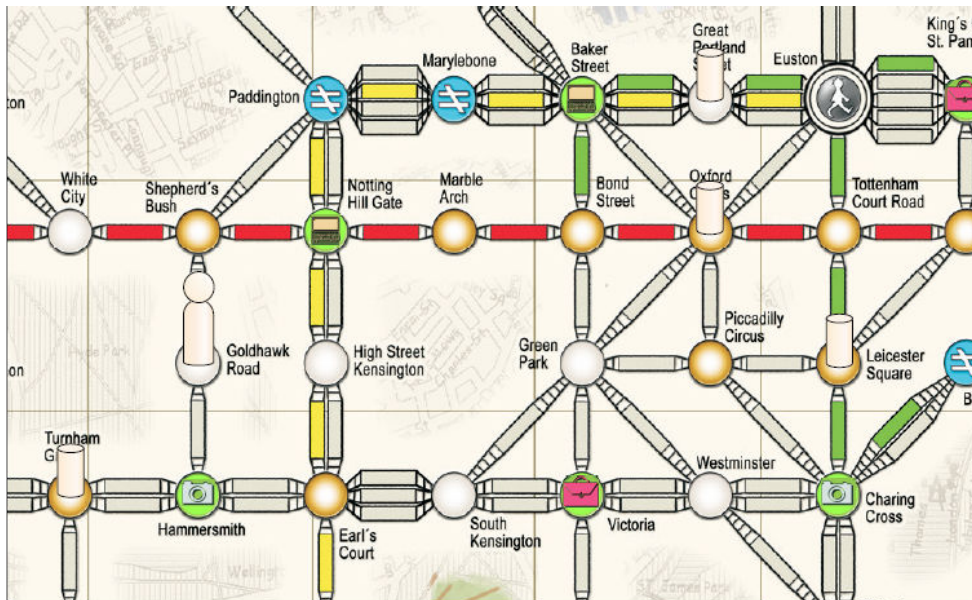 Great
Baker
Street
Portland
Marylebone
Euston
King´s
St. Pan
Paddington
on
White
City
Shepherd´s
Bush
Notting
Hill Gate
Marble
Arch
Bond
Street
Oxford
Tottenham
Court Road
Goldhawk
Road
High Street
Kensington
Green
Park
Piccadilly
Circus
Leicester
Square
on
B
Turnham
G
Hammersmith
Earl´s
Court
South
Kensington
Victoria
Westminster
Charing
Cross